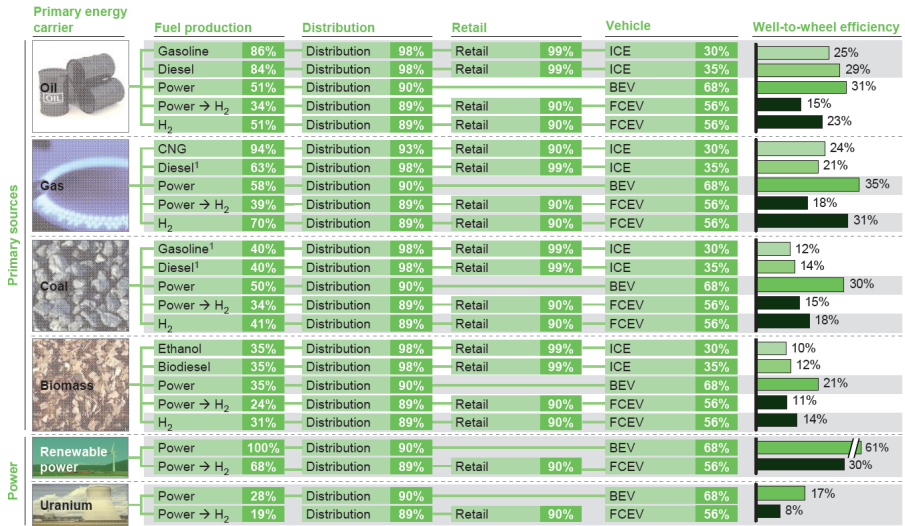 Primary energy
carrier
Fuel production
Distribution
Retail
Vehicle
Well-to-wheel efficiency
Primary sources
Oil
OIL
Gasoline 86% Distribution 98% Retail 99% ICE 30% 25%
Diesel 84% Distribution 98% Retail 99% ICE 35% 29%
Power 51% Distribution 90% BEV 68% 31%
Power → H2 34% Distribution 89% Retail 90% FCEV 56% 15%
H2 51% Distribution 89% Retail 90% FCEV 56% 23%
Gas
CNG 94% Distribution 93% Retail 90% ICE 30% 24%
Diesel1 63% Distribution 98% Retail 99% ICE 35% 21%
Power 58% Distribution 90% BEV 68% 35%
Power → H2 39% Distribution 89% Retail 90% FCEV 56% 18%
H2 70% Distribution 89% Retail 90% FCEV 56% 31%
Coal
Gasoline1 40% Distribution 98% Retail 99% ICE 30% 12%
Diesel1 40% Distribution 98% Retail 99% ICE 35% 14%
Power 50% Distribution 90% BEV 68% 30%
Power → H2 34% Distribution 89% Retail 90% FCEV 56% 15%
H2 41% Distribution 89% Retail 90% FCEV 56% 18%
Biomass
Ethanol 35% Distribution 98% Retail 99% ICE 30% 10%
Biodiesel 35% Distribution 98% Retail 99% ICE 35% 12%
Power 35% Distribution 90% BEV 68% 21%
Power → H2 24% Distribution 89% Retail 90% FCEV 56% 11%
H2 31% Distribution 89% Retail 90% FCEV 56% 14%
Power
Renewable
power
Power 100% Distribution 90% BEV 68% 61%
Power → H2 68% Distribution 89% Retail 90% FCEV 56% 30%
Uranium
Power 28% Distribution 90% BEV 68% 17%
Power → H2 19% Distribution 89% Retail 90% FCEV 56% 8%